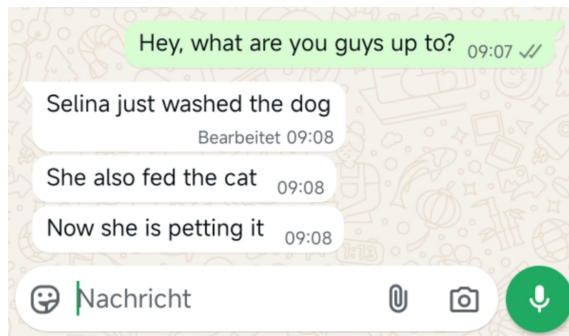 Hey, what are you guys up to? 09:07
Selina just washed the dog
Bearbeitet 09:08
She also fed the cat 09:08
Now she is petting it 09:08
Nachricht